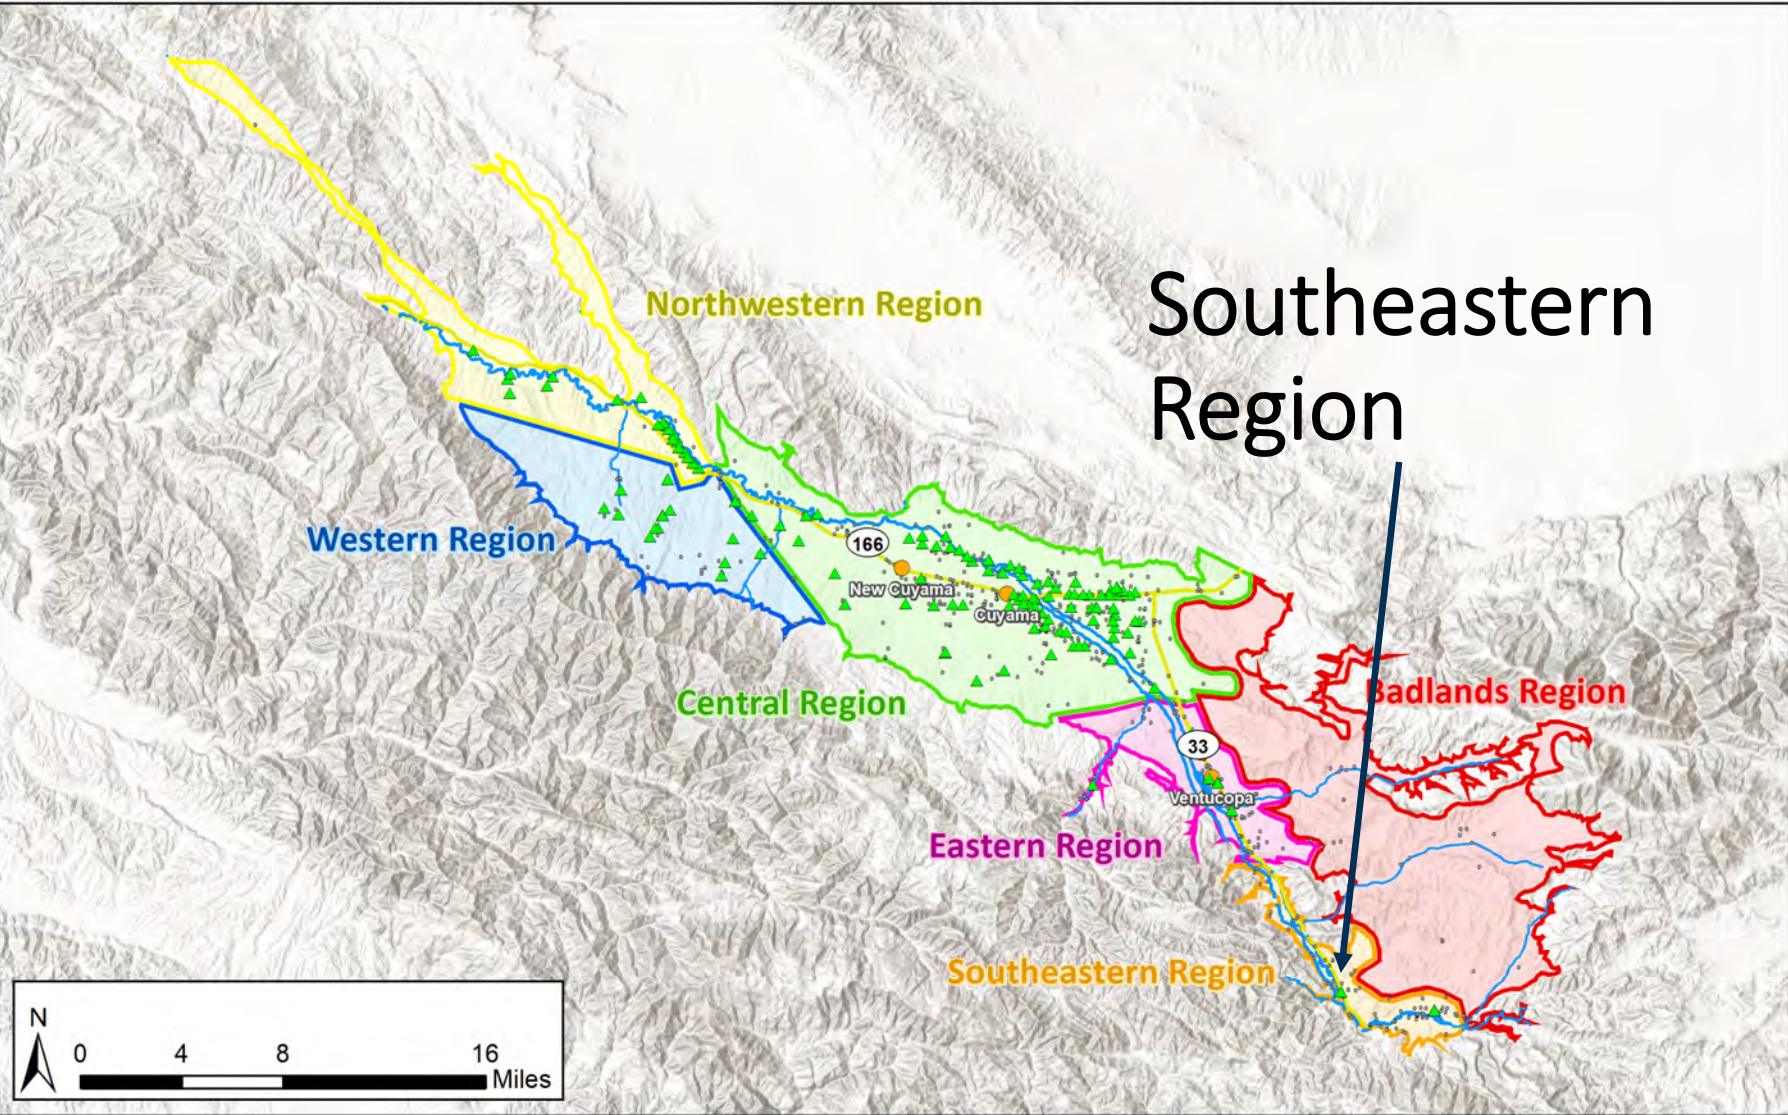 Northwestern Region
Southeastern
Region
Western Region
166
New Cuyama
Cuyama
Central Region
Badlands Region
33
Ventucopa
Eastern Region
Southeastern Region
N
0 4 8 16
Miles